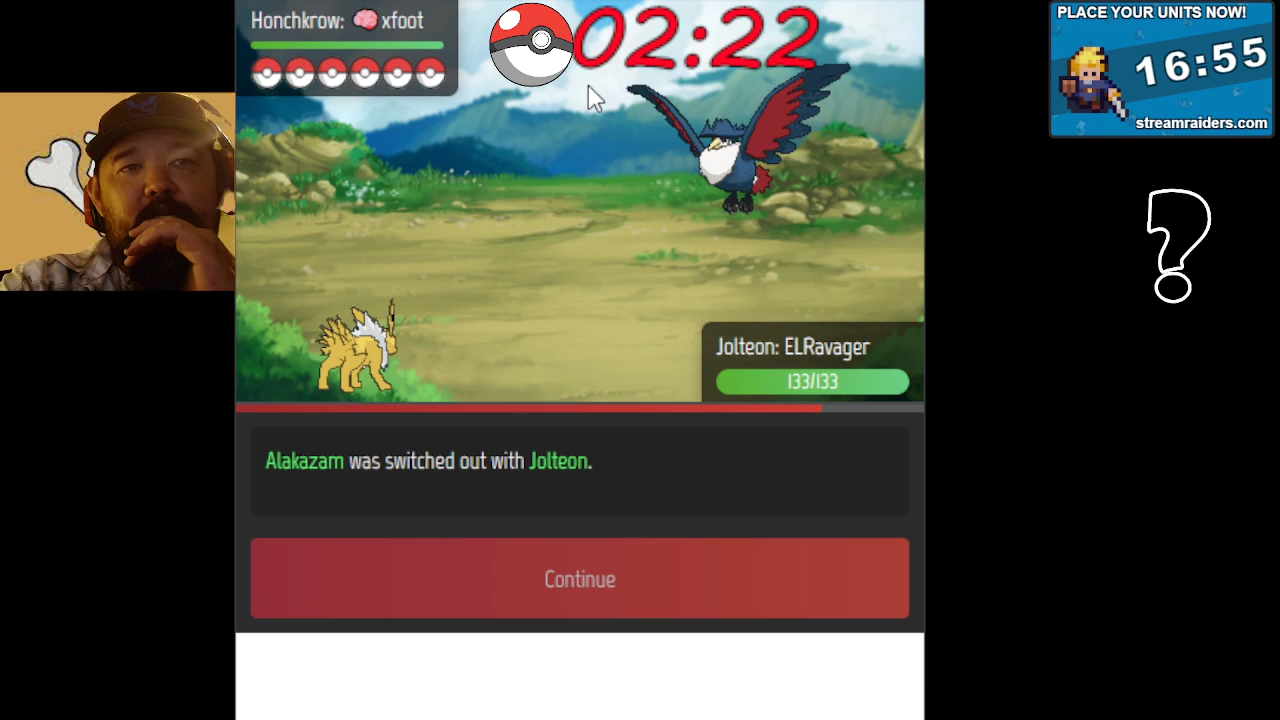 Honchkrow: 🧠xfoot
02:22
PLACE YOUR UNITS NOW!
16:55
streamraiders.com
?
Jolteon: ELRavager
133/133
Alakazam was switched out with Jolteon.
Continue